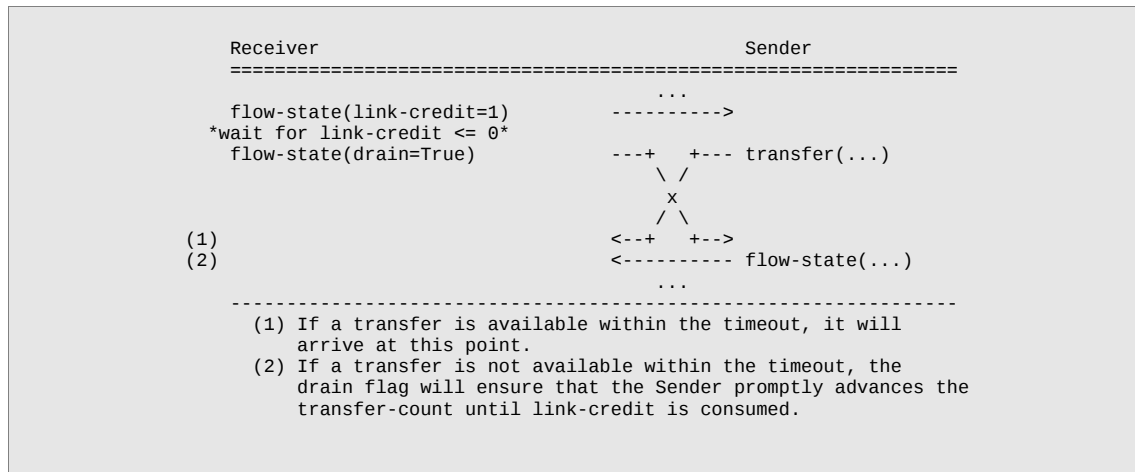 Receiver                                      Sender
=================================================================
...
flow-state(link-credit=1)          ---------->
*wait for link-credit <= 0*
flow-state(drain=True)             ---+   +--- transfer(...)
\ /
x
/ \
(1)                                <--+   +-->
(2)                                <---------- flow-state(...)
...
-----------------------------------------------------------------
(1) If a transfer is available within the timeout, it will
arrive at this point.
(2) If a transfer is not available within the timeout, the
drain flag will ensure that the Sender promptly advances the
transfer-count until link-credit is consumed.